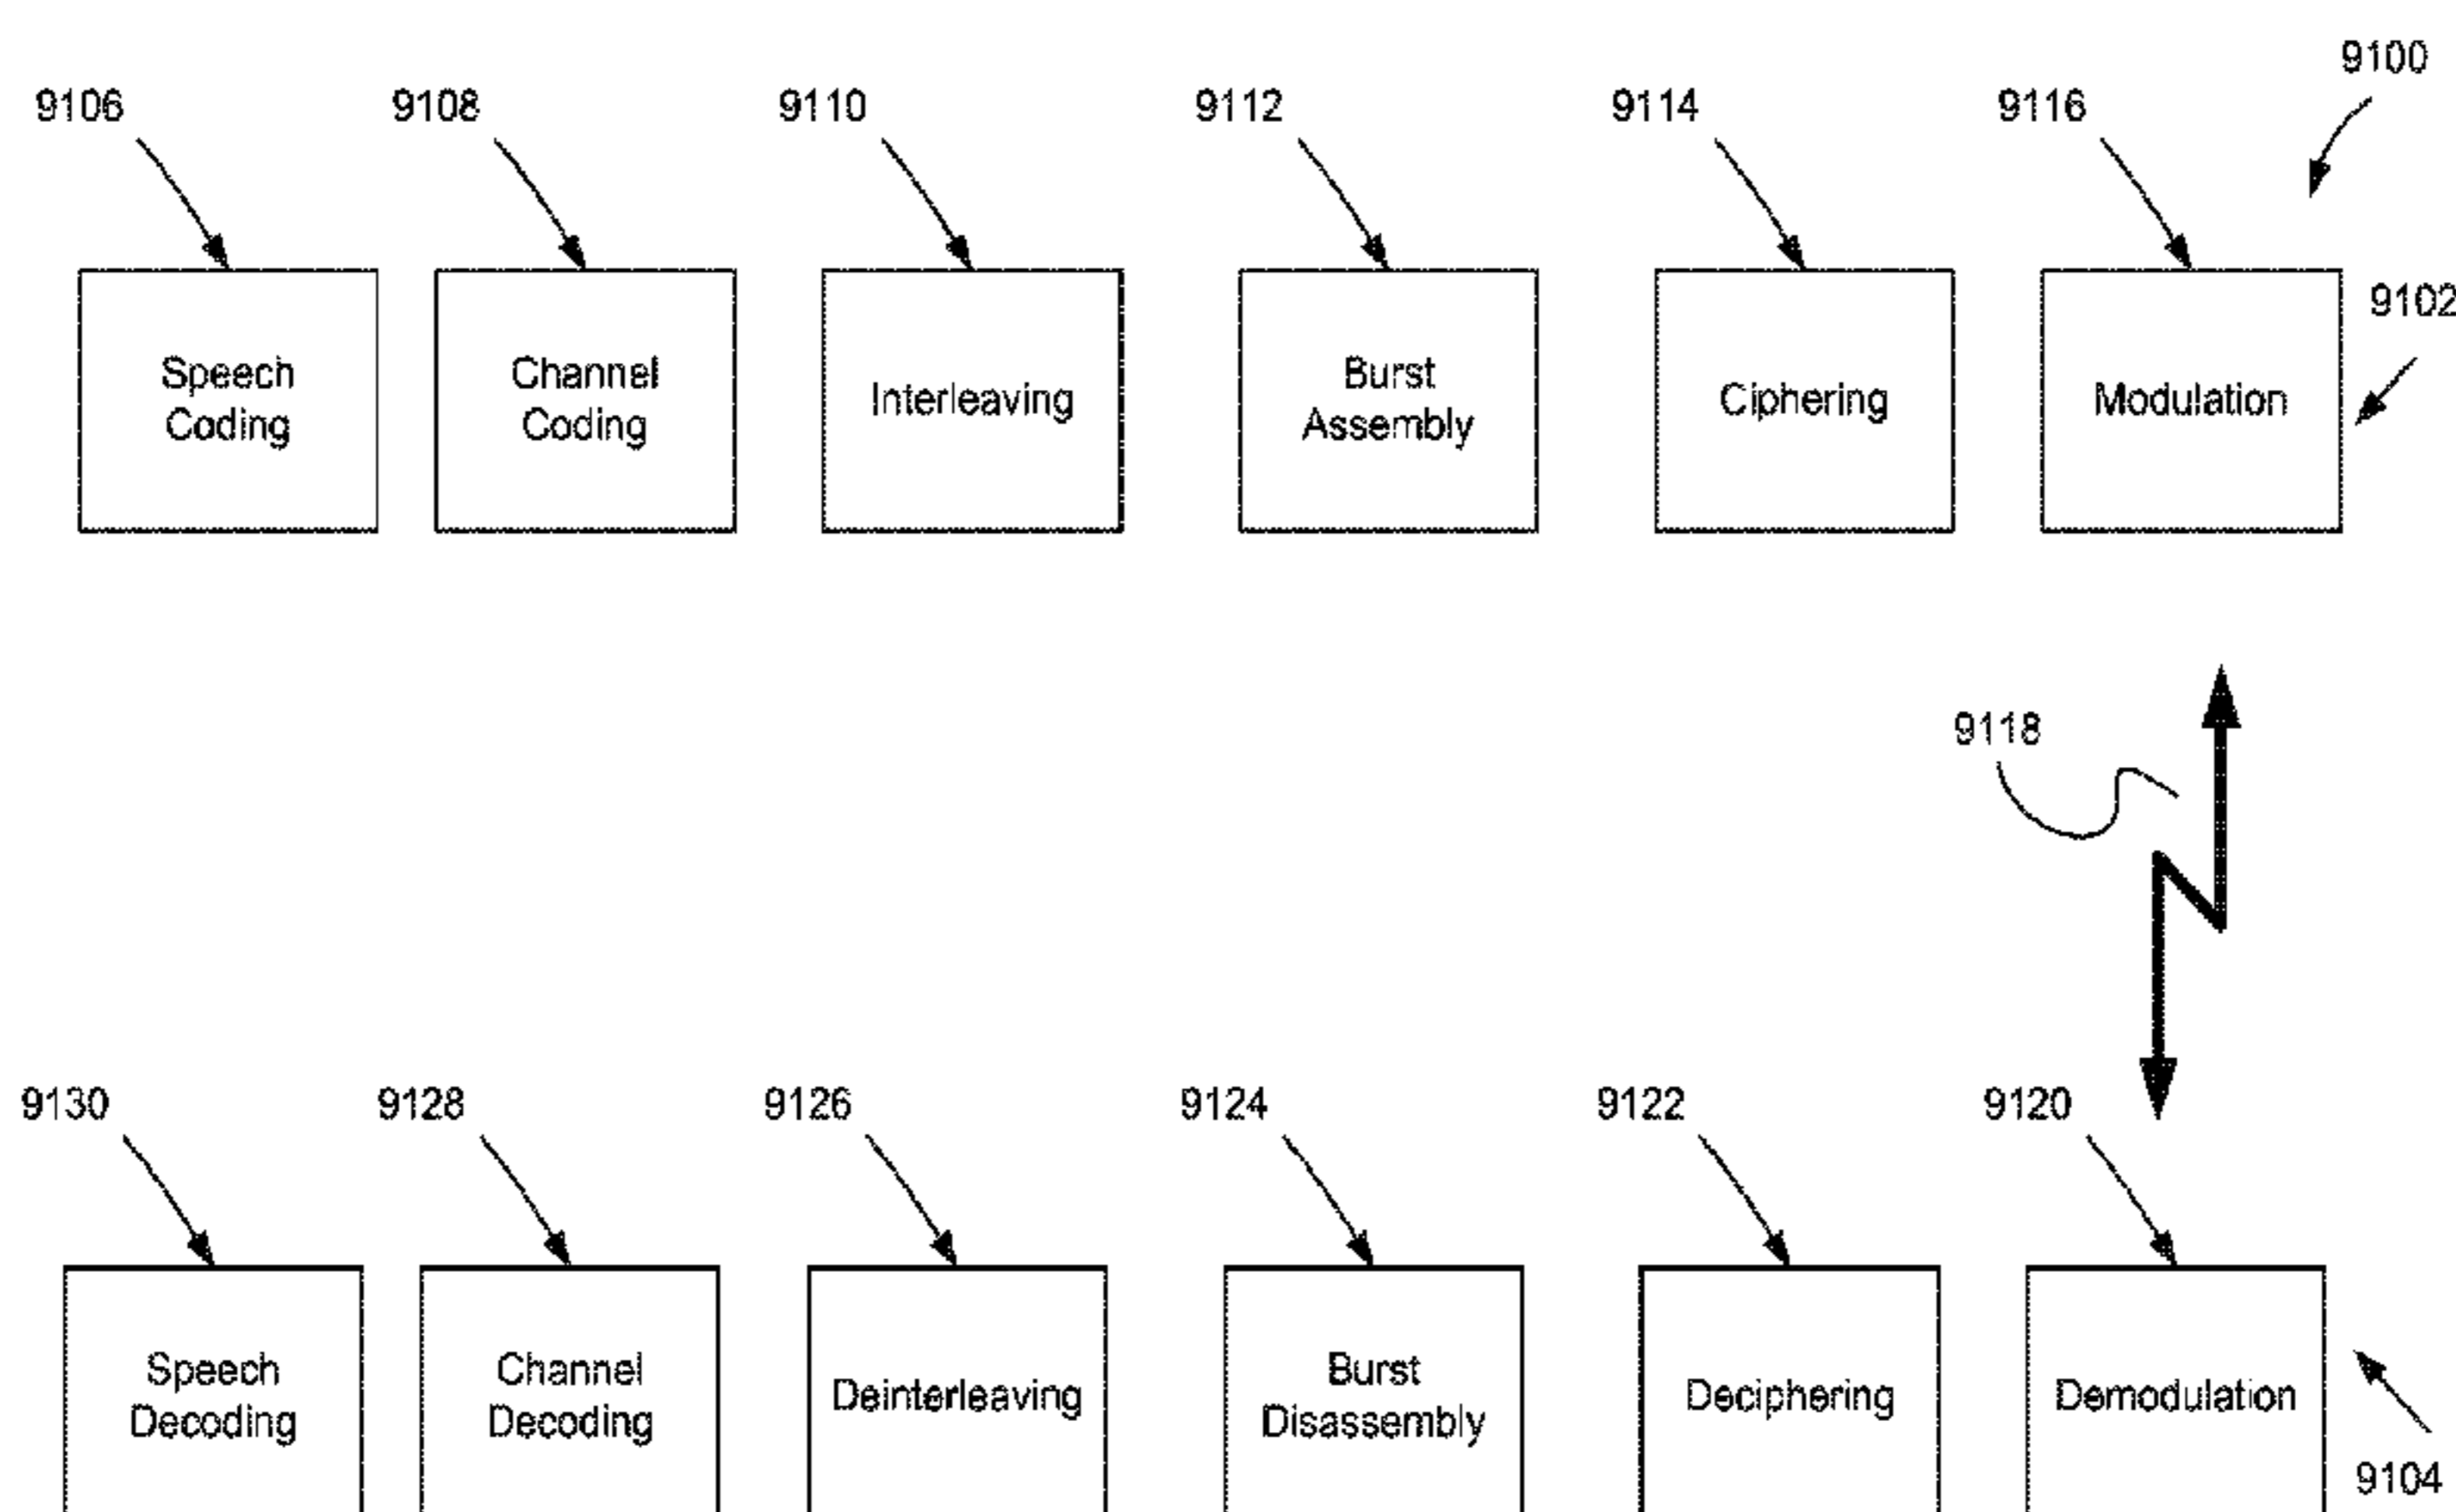 9100
9106
9108
9110
9112
9114
9116
9102
Speech
Coding
Channel
Coding
Interleaving
Burst
Assembly
Ciphering
Modulation
9118
9130
9128
9126
9124
9122
9120
Speech
Decoding
Channel
Decoding
Deinterleaving
Burst
Disassembly
Deciphering
Demodulation
9104